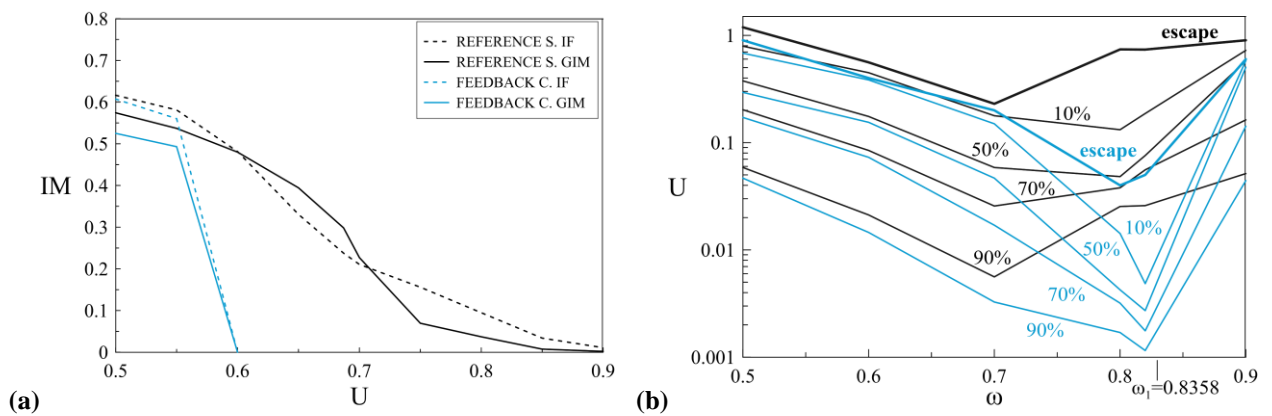 0.8
0.7
0.6
0.5
0.4
0.3
0.2
0.1
0
IM
REFERENCE S. IF
REFERENCE S. GIM
FEEDBACK C. IF
FEEDBACK C. GIM
0.5 0.6 0.7 0.8 0.9
U
(a)
1
0.1
0.01
0.001
U
escape
10%
50%
escape
70%
10%
90%
50%
70%
90%
0.5 0.6 0.7 0.8 0.9
ω
ω₁=0.8358
(b)